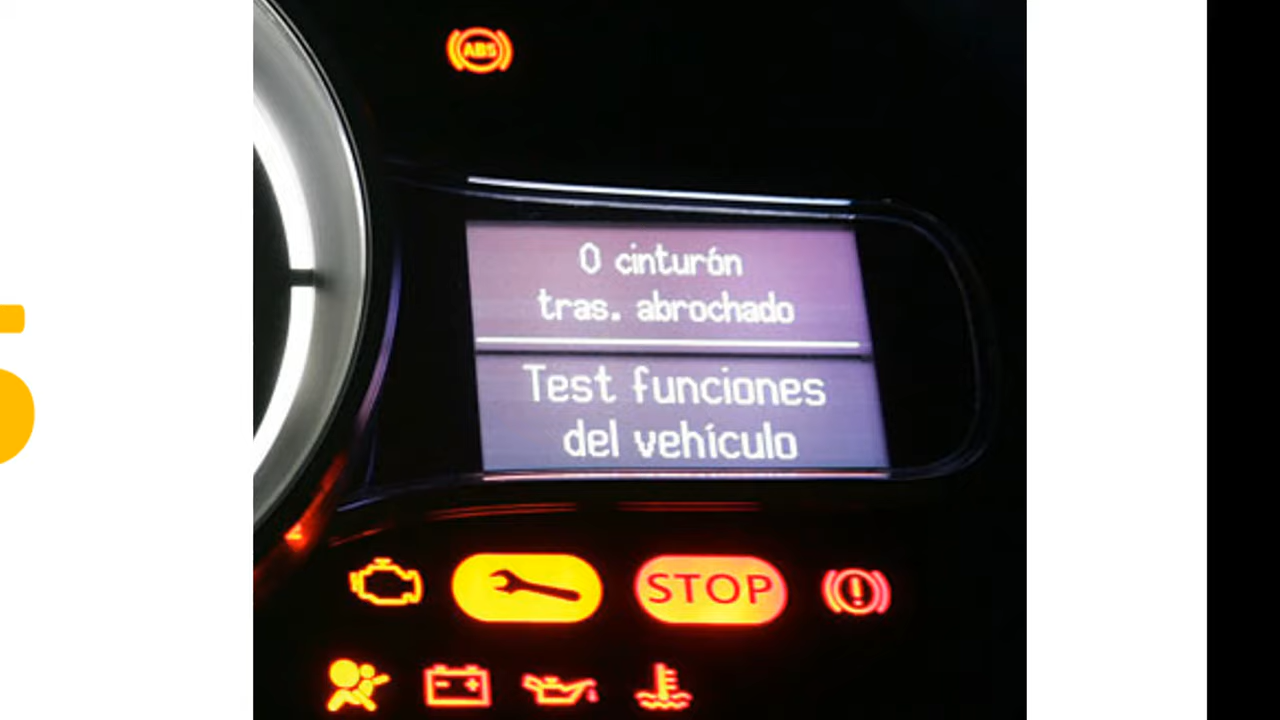 ABS
0 cinturón
tras. abrochado
Test funciones
del vehículo
STOP